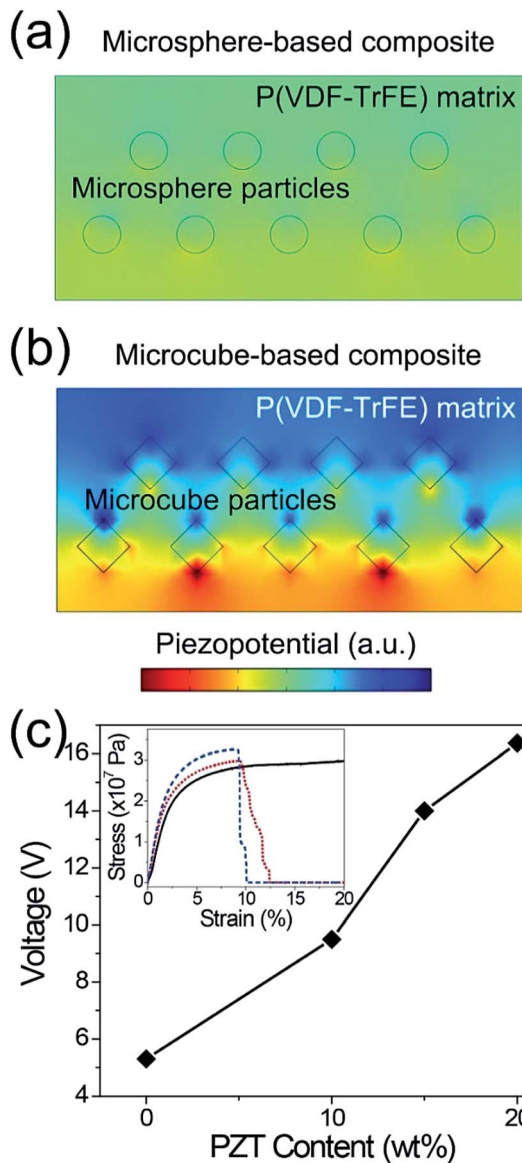 (a) Microsphere-based composite
P(VDF-TrFE) matrix
Microsphere particles
(b) Microcube-based composite
P(VDF-TrFE) matrix
Microcube particles
Piezopotential (a.u.)
(c)
16
14
12
10
8
6
4
Voltage (V)
3
2
1
0
Stress (x10⁷ Pa)
0 5 10 15 20
Strain (%)
0 10 20
PZT Content (wt%)